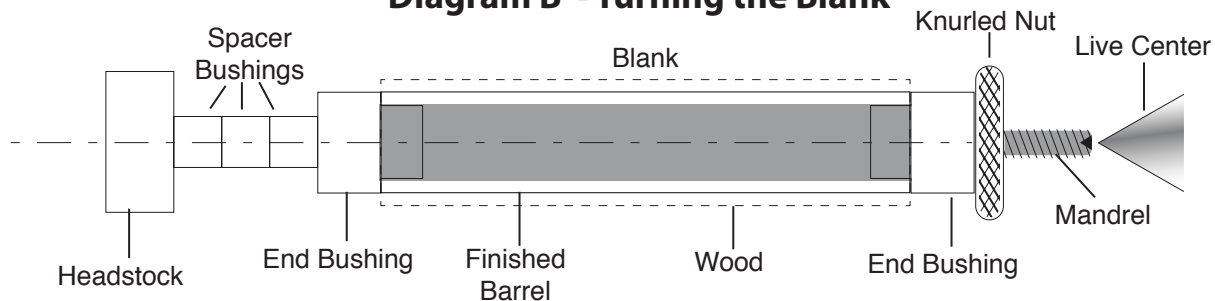 Diagram B - Turning the Blank
Knurled Nut
Spacer
Bushings
Blank
Live Center
Headstock
End Bushing
Finished
Barrel
Wood
End Bushing
Mandrel